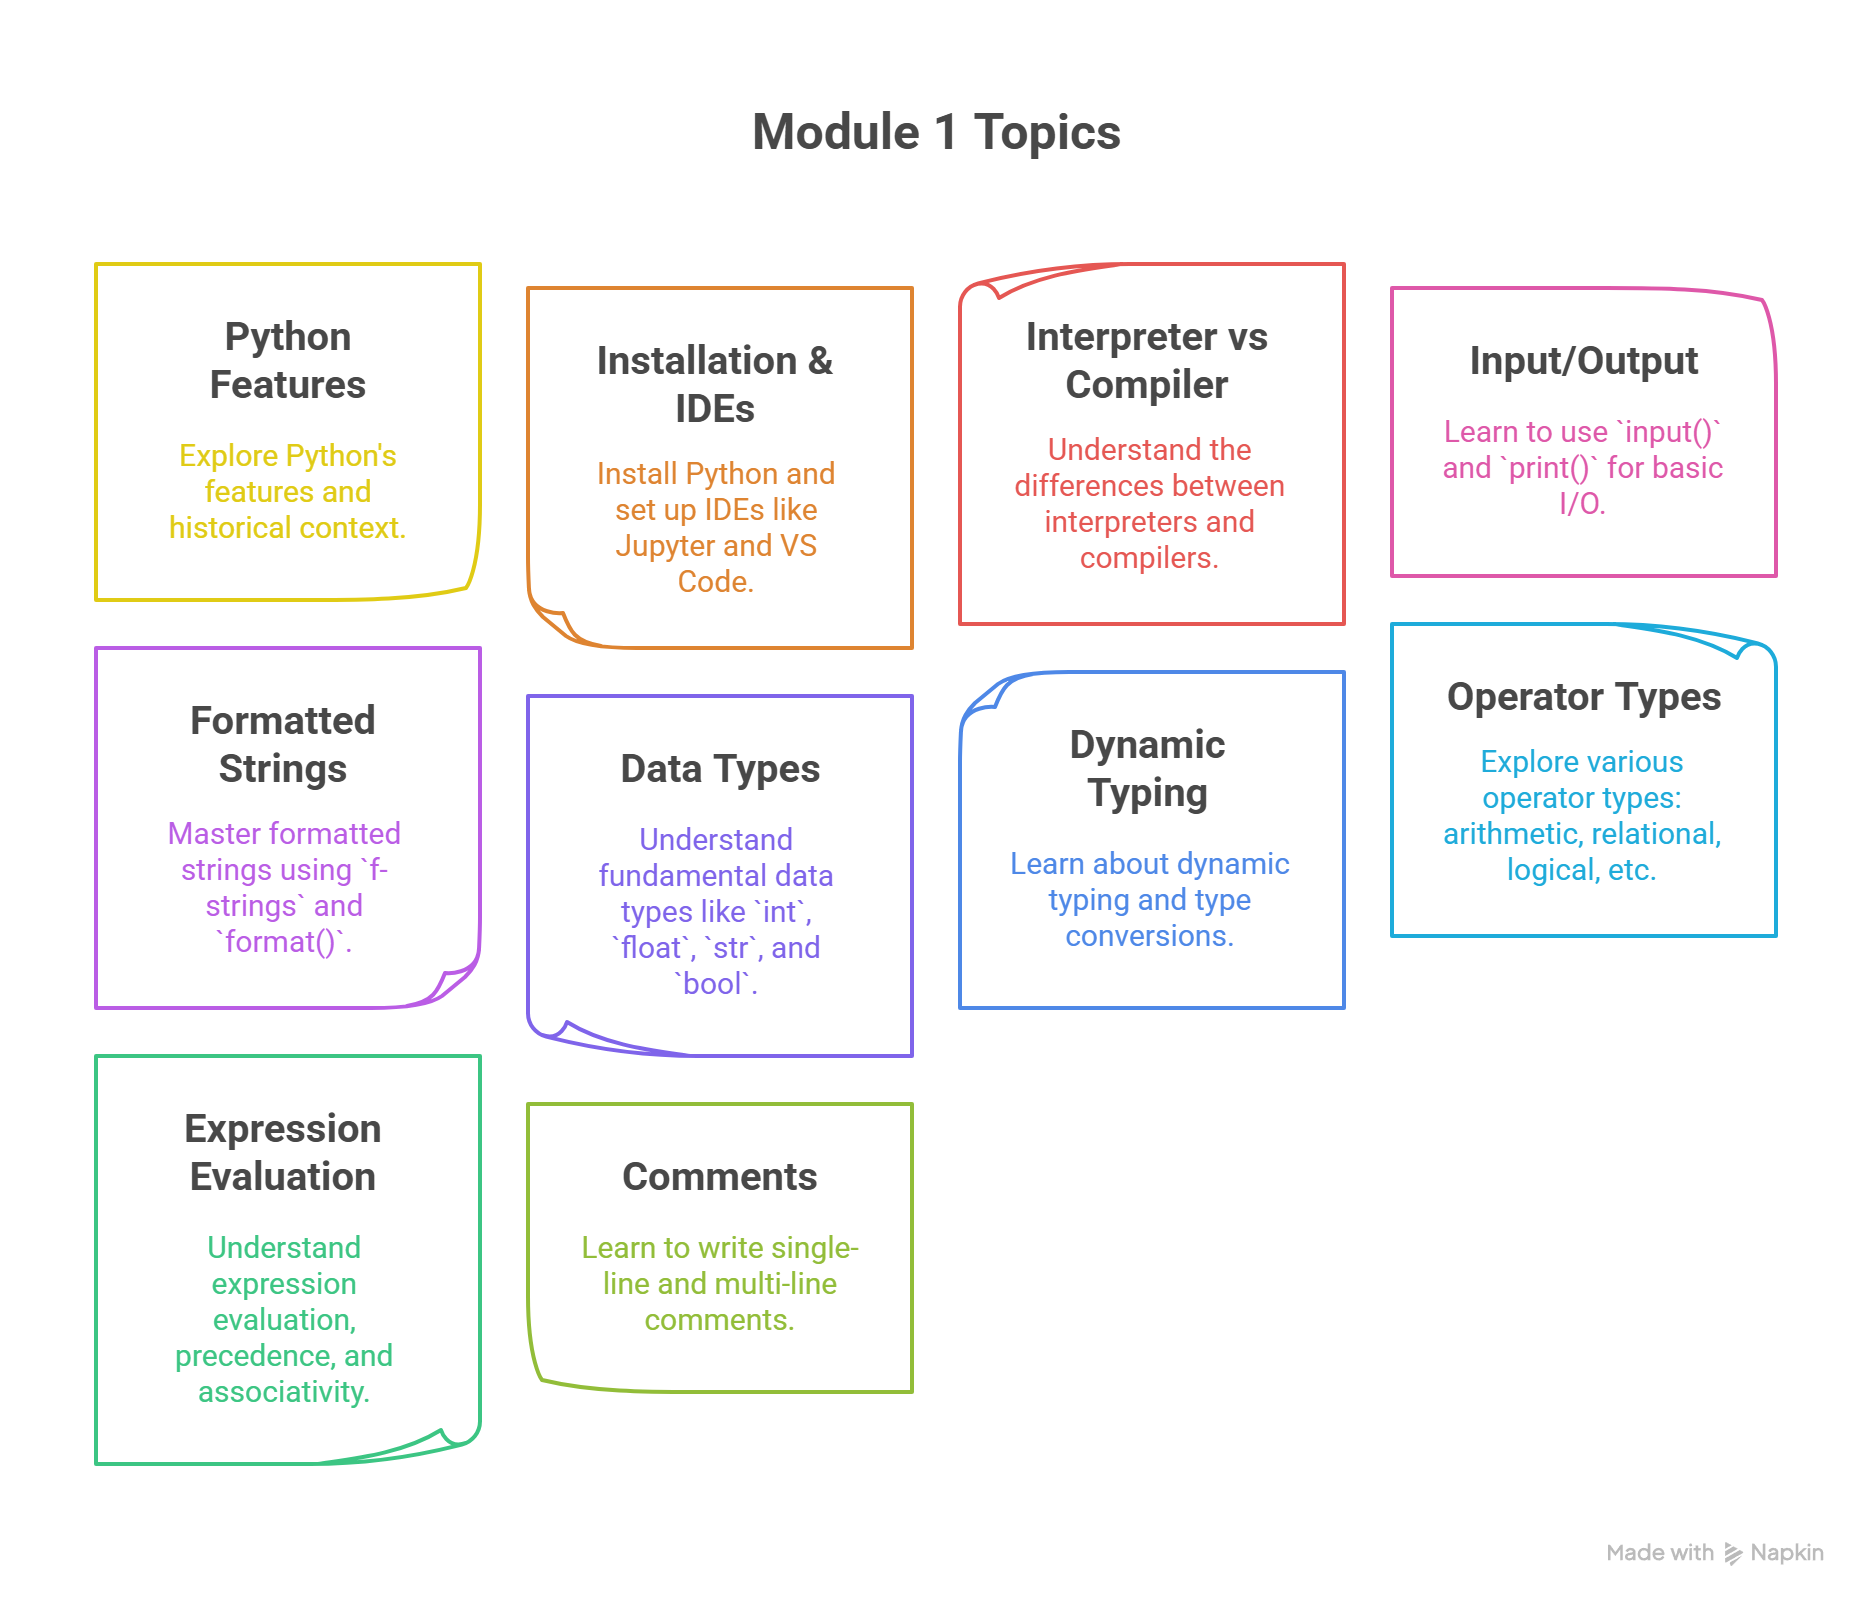 Module 1 Topics
Python
Features
Explore Python's
features and
historical context.
Installation &
IDEs
Install Python and
set up IDEs like
Jupyter and VS
Code.
Interpreter vs
Compiler
Understand the
differences between
interpreters and
compilers.
Input/Output
Learn to use `input()`
and `print()` for basic
I/O.
Formatted
Strings
Master formatted
strings using `f-
strings` and
`format()`.
Data Types
Understand
fundamental data
types like `int`,
`float`, `str`, and
`bool`.
Dynamic
Typing
Learn about dynamic
typing and type
conversions.
Operator Types
Explore various
operator types:
arithmetic, relational,
logical, etc.
Expression
Evaluation
Understand
expression
evaluation,
precedence, and
associativity.
Comments
Learn to write single-
line and multi-line
comments.
Made with Napkin